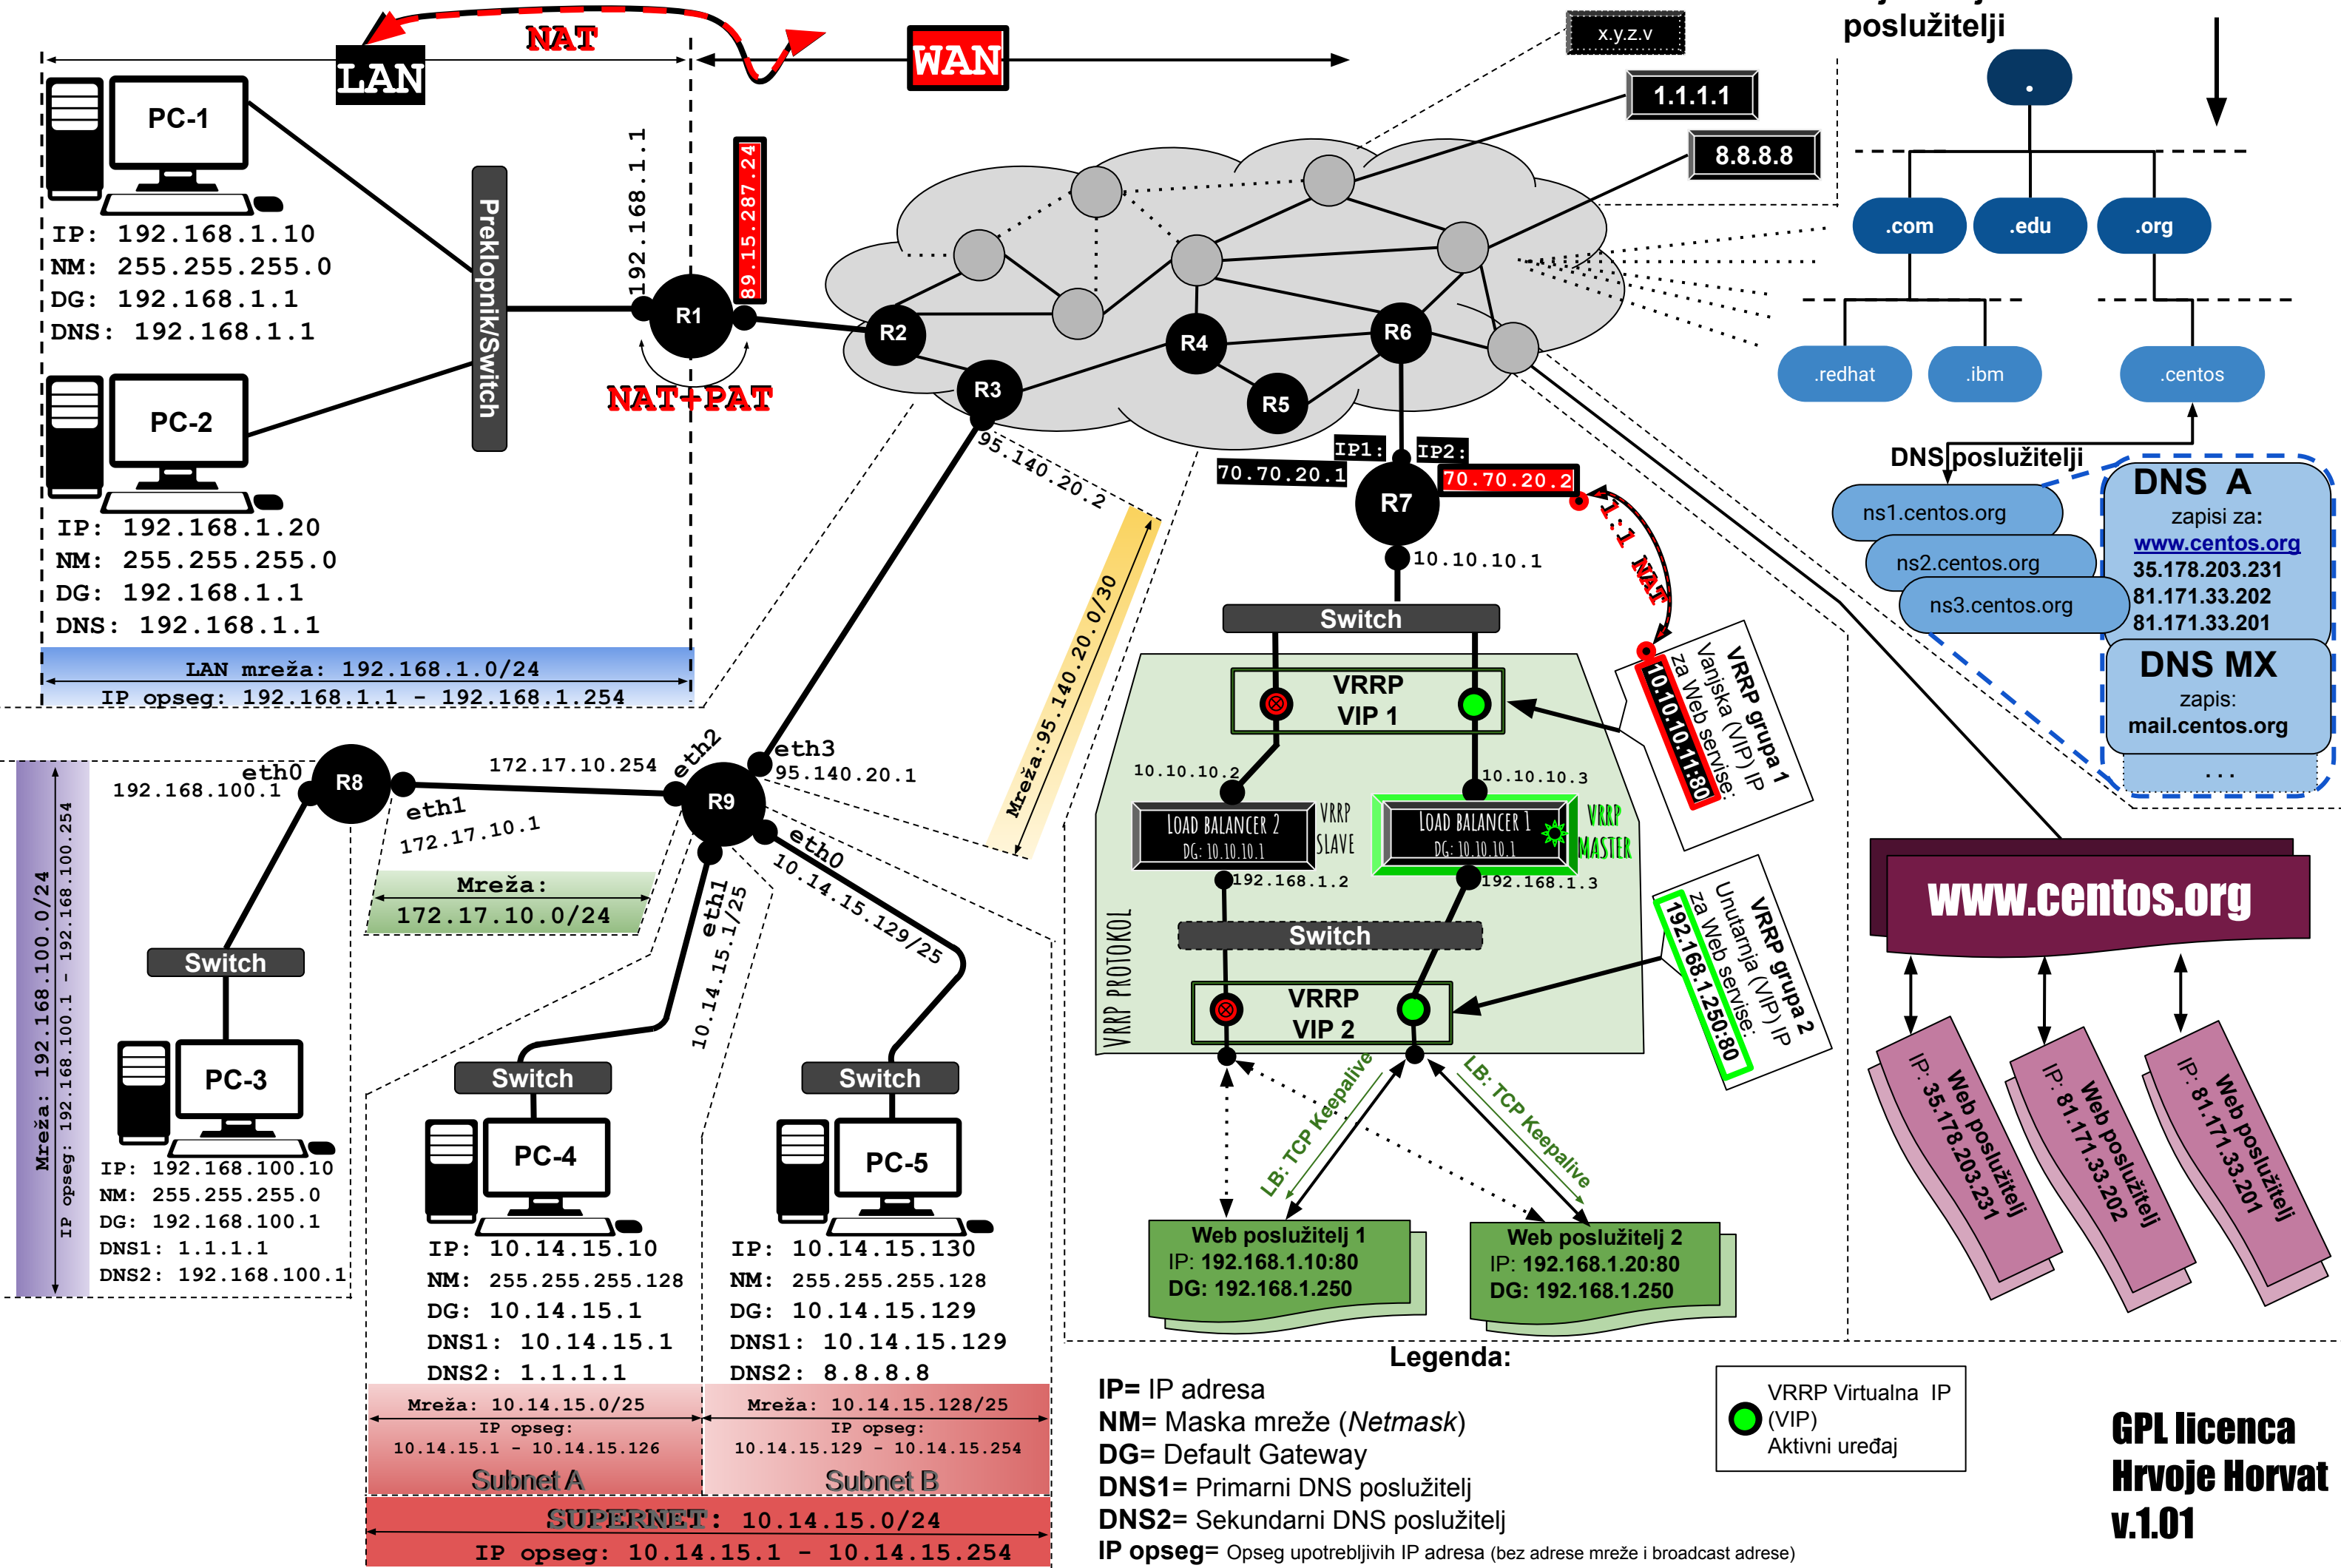 NAT
LAN
WAN
x.y.z.v
poslužitelji
1.1.1.1
8.8.8.8
.
.com
.edu
.org
.redhat
.ibm
.centos
PC-1
IP: 192.168.1.10
NM: 255.255.255.0
DG: 192.168.1.1
DNS: 192.168.1.1
PC-2
IP: 192.168.1.20
NM: 255.255.255.0
DG: 192.168.1.1
DNS: 192.168.1.1
Preklopnik/Switch
192.168.1.1
89.15.287.24
R1
NAT+PAT
LAN mreža: 192.168.1.0/24
IP opseg: 192.168.1.1 - 192.168.1.254
R2
R3
R4
R5
R6
95.140.20.2
Mreža:95.140.20.0/30
IP1:
70.70.20.1
IP2:
70.70.20.2
R7
10.10.10.1
1:1 NAT
Switch
VRRP
VIP 1
VRRP grupa 1
Vanjska (VIP) IP
za Web servise:
10.10.10.11:80
10.10.10.2
10.10.10.3
LOAD BALANCER 2
DG: 10.10.10.1
VRRP
SLAVE
LOAD BALANCER 1
DG: 10.10.10.1
VRRP
MASTER
192.168.1.2
192.168.1.3
Switch
VRRP PROTOKOL
VRRP
VIP 2
VRRP grupa 2
Unutarnja (VIP) IP
za Web servise:
192.168.1.250:80
LB: TCP Keepalive
LB: TCP Keepalive
Web poslužitelj 1
IP: 192.168.1.10:80
DG: 192.168.1.250
Web poslužitelj 2
IP: 192.168.1.20:80
DG: 192.168.1.250
DNS poslužitelji
ns1.centos.org
ns2.centos.org
ns3.centos.org
DNS A
zapisi za:
www.centos.org
35.178.203.231
81.171.33.202
81.171.33.201
DNS MX
zapis:
mail.centos.org
...
www.centos.org
Web poslužitelj
IP: 35.178.203.231
Web poslužitelj
IP: 81.171.33.202
Web poslužitelj
IP: 81.171.33.201
Mreža: 192.168.100.0/24
IP opseg: 192.168.100.1 - 192.168.100.254
eth0
192.168.100.1
R8
eth1
172.17.10.1
172.17.10.254
eth2
R9
eth3
95.140.20.1
eth0
10.14.15.129/25
eth1
10.14.15.1/25
Mreža:
172.17.10.0/24
Switch
PC-3
IP: 192.168.100.10
NM: 255.255.255.0
DG: 192.168.100.1
DNS1: 1.1.1.1
DNS2: 192.168.100.1
Switch
PC-4
IP: 10.14.15.10
NM: 255.255.255.128
DG: 10.14.15.1
DNS1: 10.14.15.1
DNS2: 1.1.1.1
Switch
PC-5
IP: 10.14.15.130
NM: 255.255.255.128
DG: 10.14.15.129
DNS1: 10.14.15.129
DNS2: 8.8.8.8
Mreža: 10.14.15.0/25
IP opseg:
10.14.15.1 - 10.14.15.126
Subnet A
Mreža: 10.14.15.128/25
IP opseg:
10.14.15.129 - 10.14.15.254
Subnet B
SUPERNET: 10.14.15.0/24
IP opseg: 10.14.15.1 - 10.14.15.254
Legenda:
IP= IP adresa
NM= Maska mreže (Netmask)
DG= Default Gateway
DNS1= Primarni DNS poslužitelj
DNS2= Sekundarni DNS poslužitelj
IP opseg= Opseg upotrebljivih IP adresa (bez adrese mreže i broadcast adrese)
VRRP Virtualna IP
(VIP)
Aktivni uređaj
GPL licenca
Hrvoje Horvat
v.1.01